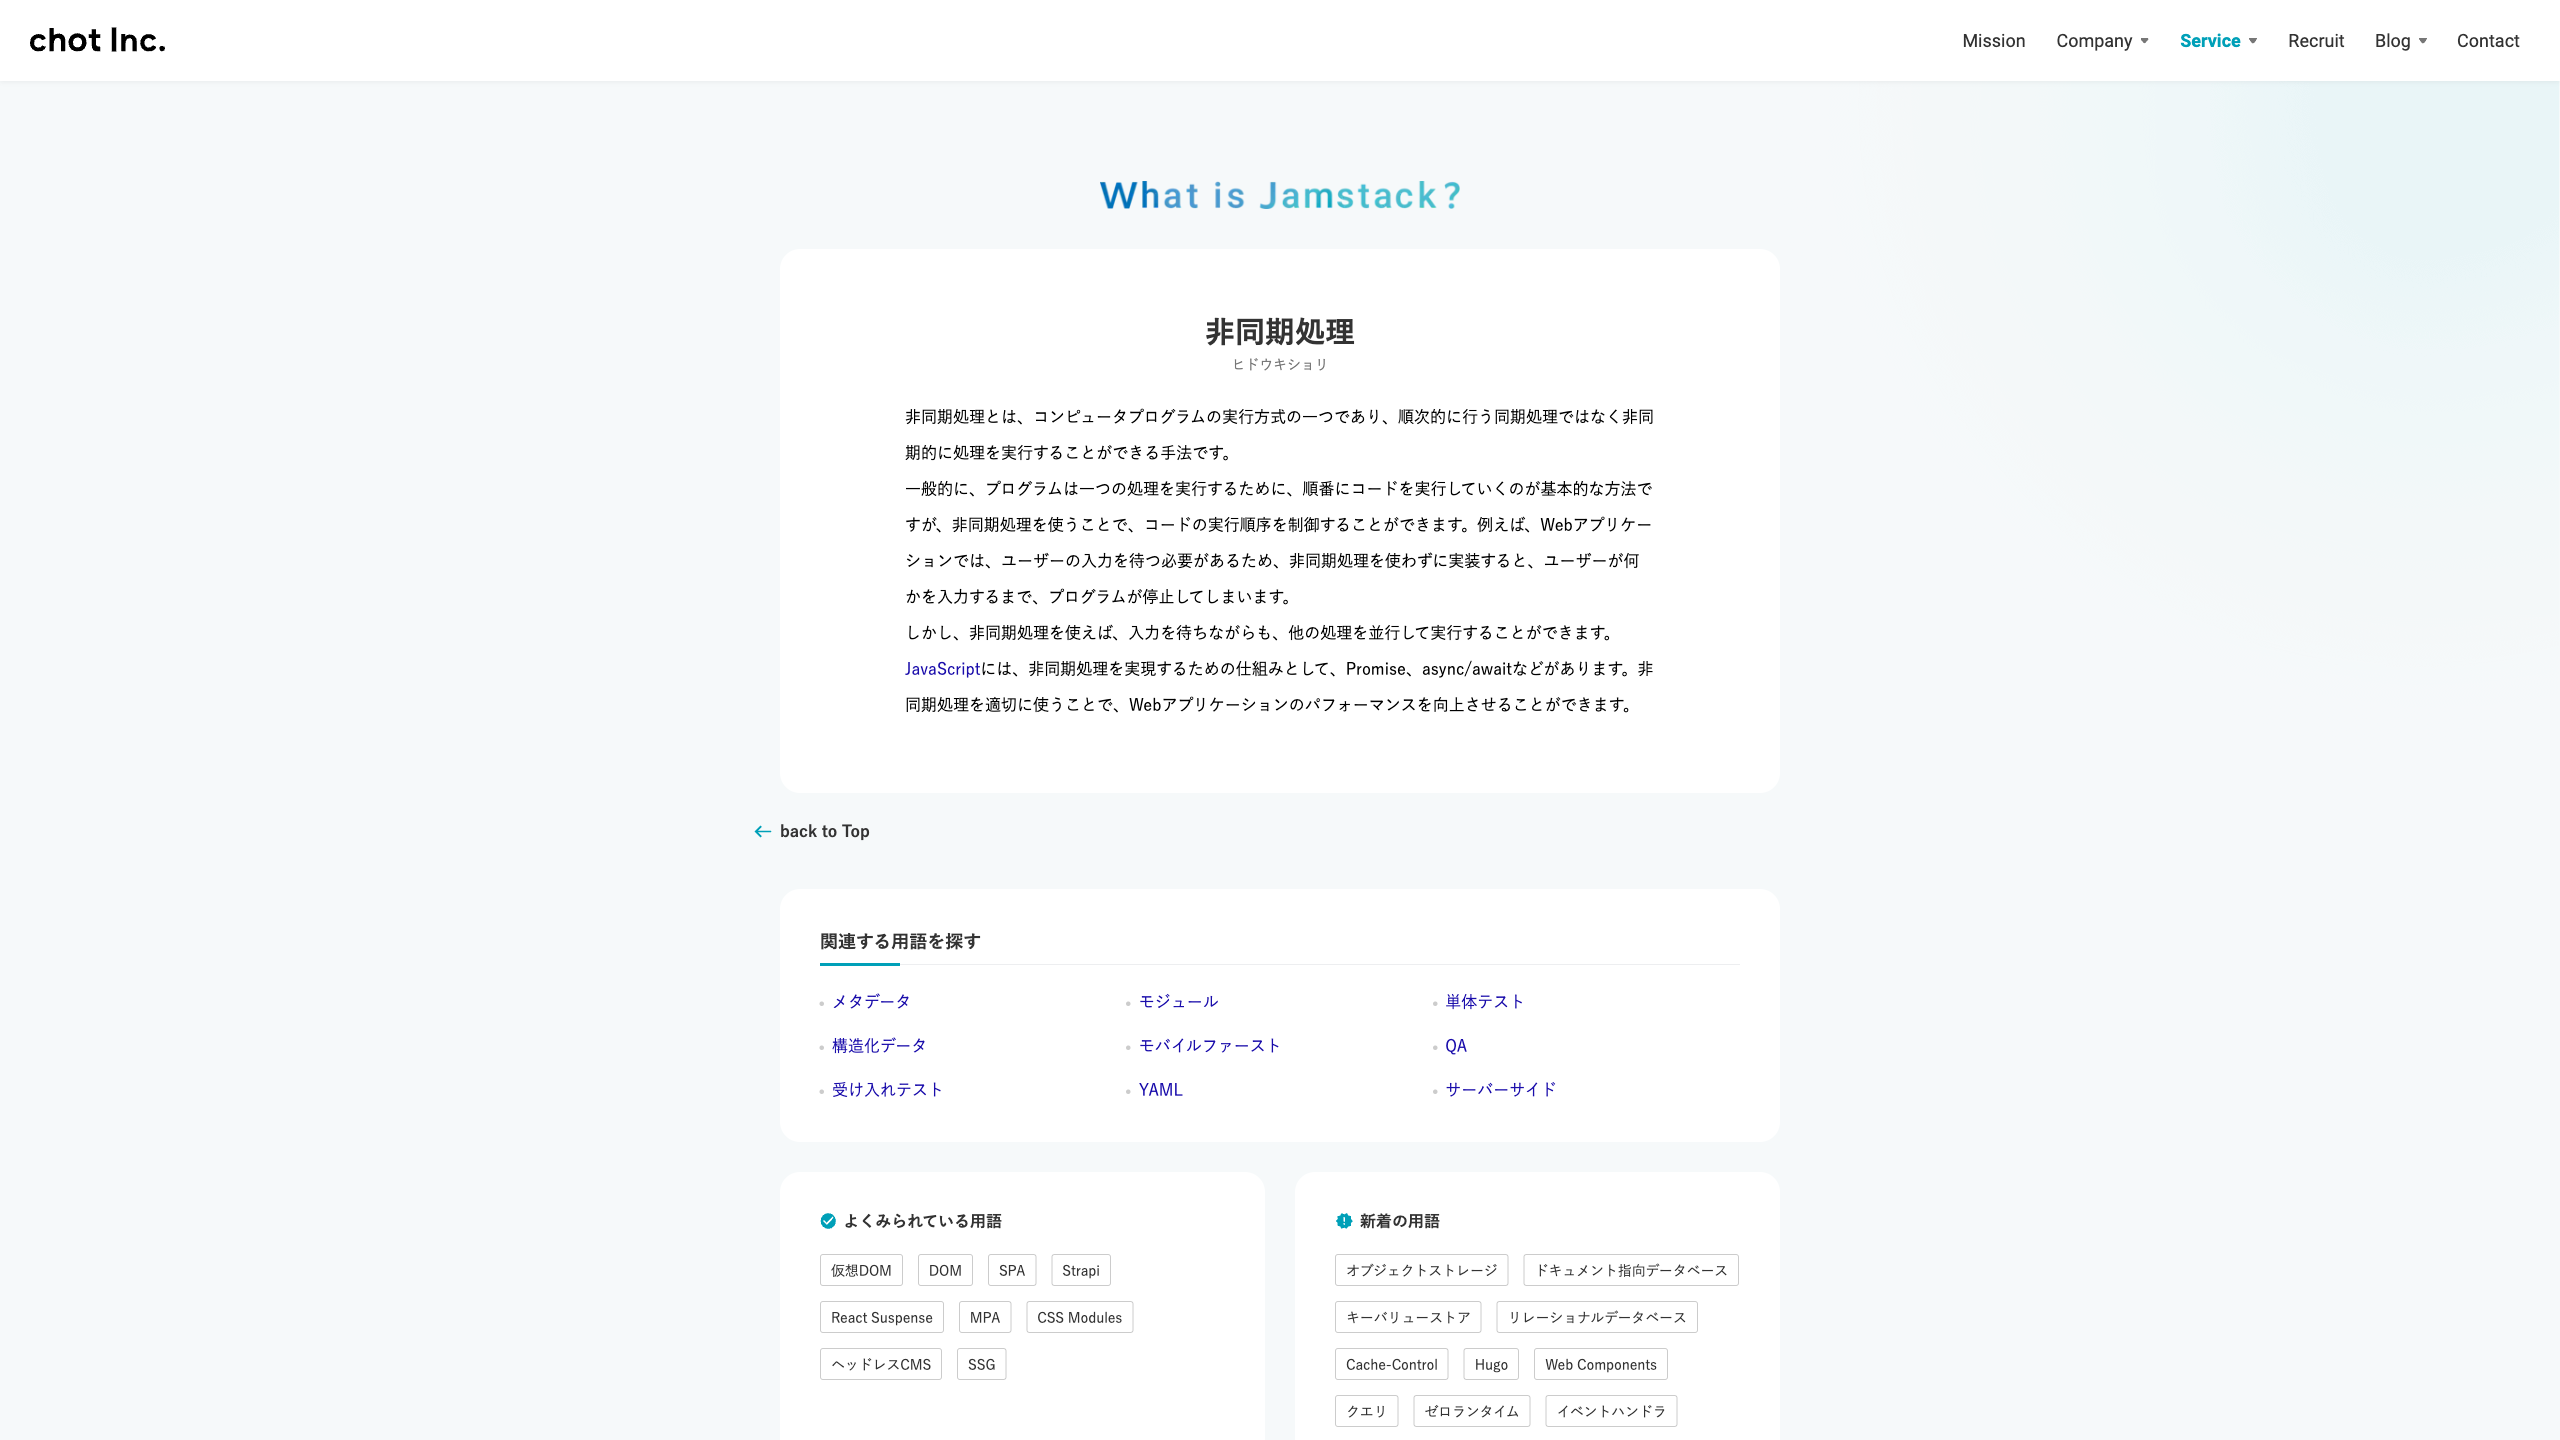 chot Inc.
Mission Company Service Recruit Blog Contact
What is Jamstack?
非同期処理
ヒドウキショリ
非同期処理とは、コンピュータプログラムの実行方式の一つであり、順次的に行う同期処理ではなく非同
期的に処理を実行することができる手法です。
一般的に、プログラムは一つの処理を実行するために、順番にコードを実行していくのが基本的な方法で
すが、非同期処理を使うことで、コードの実行順序を制御することができます。例えば、Webアプリケー
ションでは、ユーザーの入力を待つ必要があるため、非同期処理を使わずに実装すると、ユーザーが何
かを入力するまで、プログラムが停止してしまいます。
しかし、非同期処理を使えば、入力を待ちながらも、他の処理を並行して実行することができます。
JavaScriptには、非同期処理を実現するための仕組みとして、Promise、async/awaitなどがあります。非
同期処理を適切に使うことで、Webアプリケーションのパフォーマンスを向上させることができます。
back to Top
関連する用語を探す
メタデータ モジュール 単体テスト
構造化データ モバイルファースト QA
受け入れテスト YAML サーバーサイド
よくみられている用語
仮想DOM DOM SPA Strapi
React Suspense MPA CSS Modules
ヘッドレスCMS SSG
新着の用語
オブジェクトストレージ ドキュメント指向データベース
キーバリューストア リレーショナルデータベース
Cache-Control Hugo Web Components
クエリ ゼロランタイム イベントハンドラ